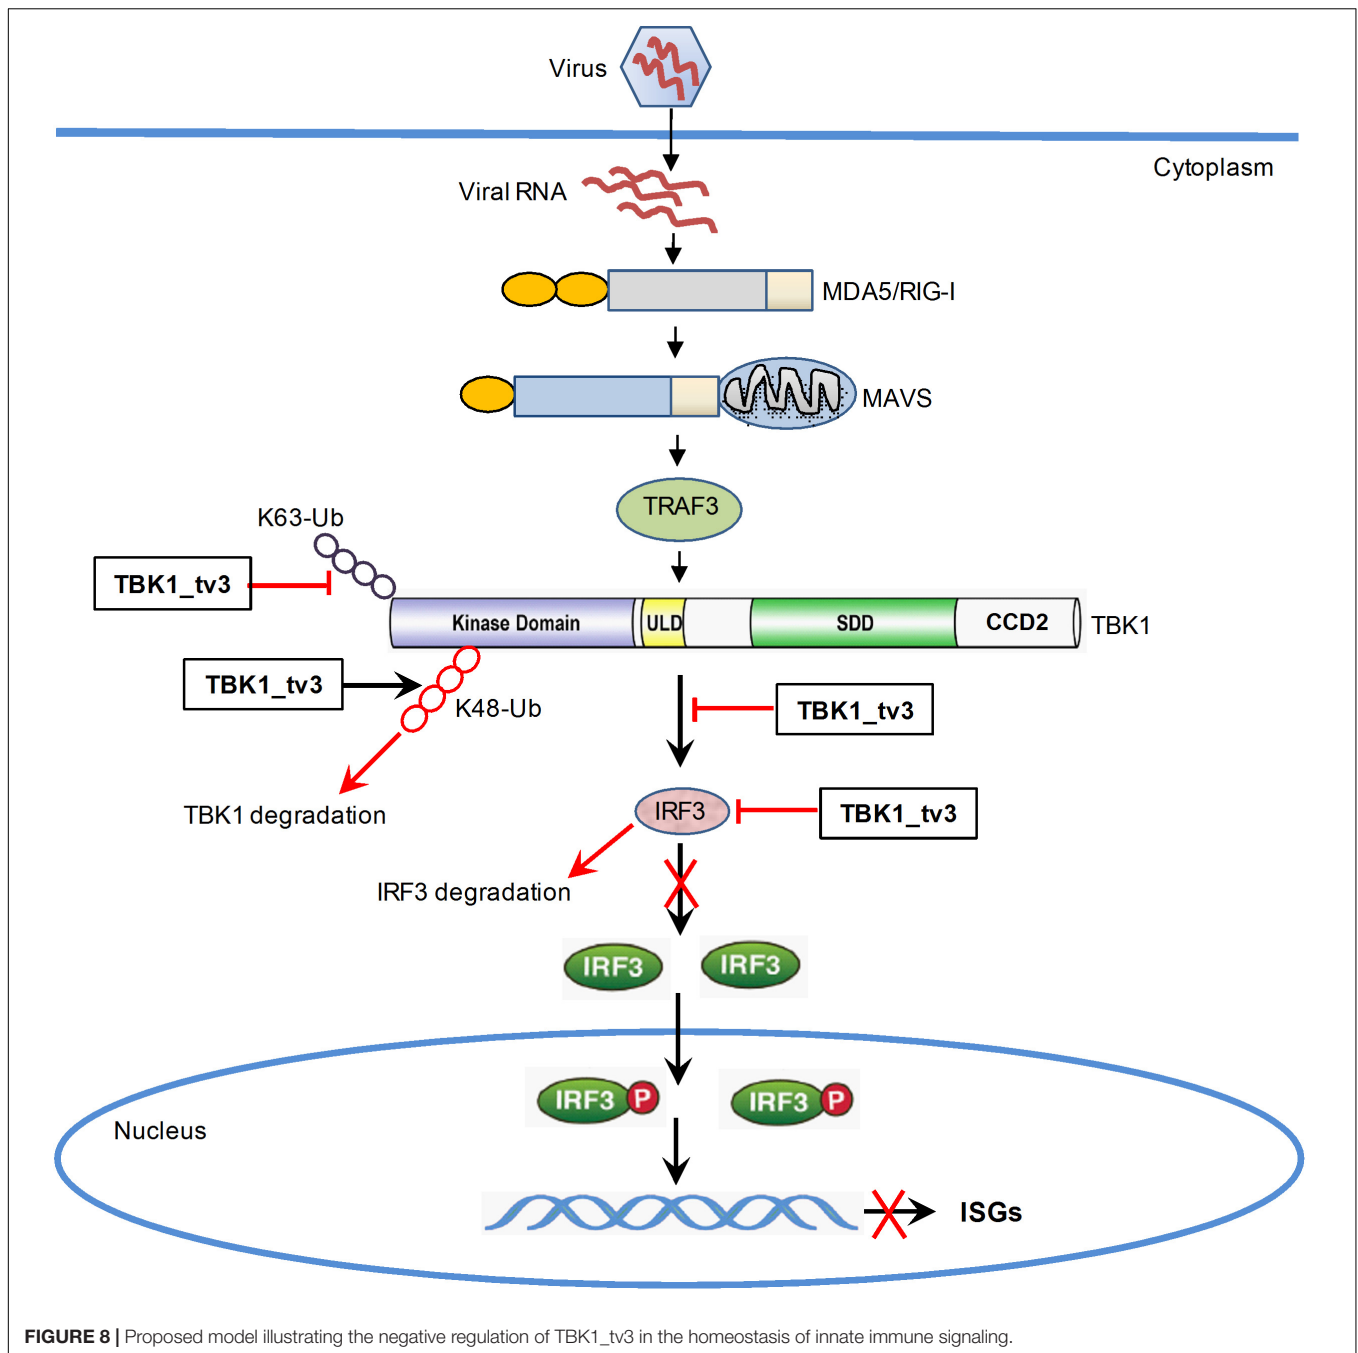 Virus
Cytoplasm
Viral RNA
MDA5/RIG-I
MAVS
TRAF3
K63-Ub
TBK1_tv3
Kinase Domain
ULD
SDD
CCD2
TBK1
TBK1_tv3
K48-Ub
TBK1_tv3
TBK1 degradation
IRF3
TBK1_tv3
IRF3 degradation
IRF3
IRF3
IRF3 P
IRF3 P
Nucleus
ISGs
FIGURE 8 | Proposed model illustrating the negative regulation of TBK1_tv3 in the homeostasis of innate immune signaling.